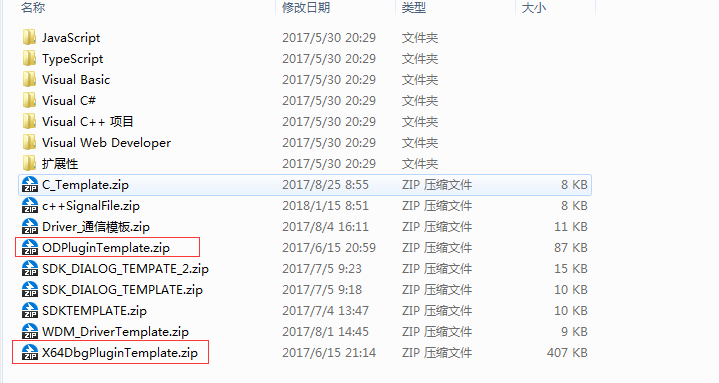 名称 修改日期 类型 大小
JavaScript 2017/5/30 20:29 文件夹
TypeScript 2017/5/30 20:29 文件夹
Visual Basic 2017/5/30 20:29 文件夹
Visual C# 2017/5/30 20:29 文件夹
Visual C++ 项目 2017/5/30 20:29 文件夹
Visual Web Developer 2017/5/30 20:29 文件夹
扩展性 2017/5/30 20:29 文件夹
ZIP C_Template.zip 2017/8/25 8:55 ZIP 压缩文件 8 KB
ZIP c++SignalFile.zip 2018/1/15 8:51 ZIP 压缩文件 8 KB
ZIP Driver_通信模板.zip 2017/8/4 16:11 ZIP 压缩文件 11 KB
ZIP ODPluginTemplate.zip 2017/6/15 20:59 ZIP 压缩文件 87 KB
ZIP SDK_DIALOG_TEMPATE_2.zip 2017/7/5 9:23 ZIP 压缩文件 15 KB
ZIP SDK_DIALOG_TEMPLATE.zip 2017/7/5 9:18 ZIP 压缩文件 10 KB
ZIP SDKTEMPLATE.zip 2017/7/4 13:47 ZIP 压缩文件 10 KB
ZIP WDM_DriverTemplate.zip 2017/8/1 14:45 ZIP 压缩文件 9 KB
ZIP X64DbgPluginTemplate.zip 2017/6/15 21:14 ZIP 压缩文件 407 KB